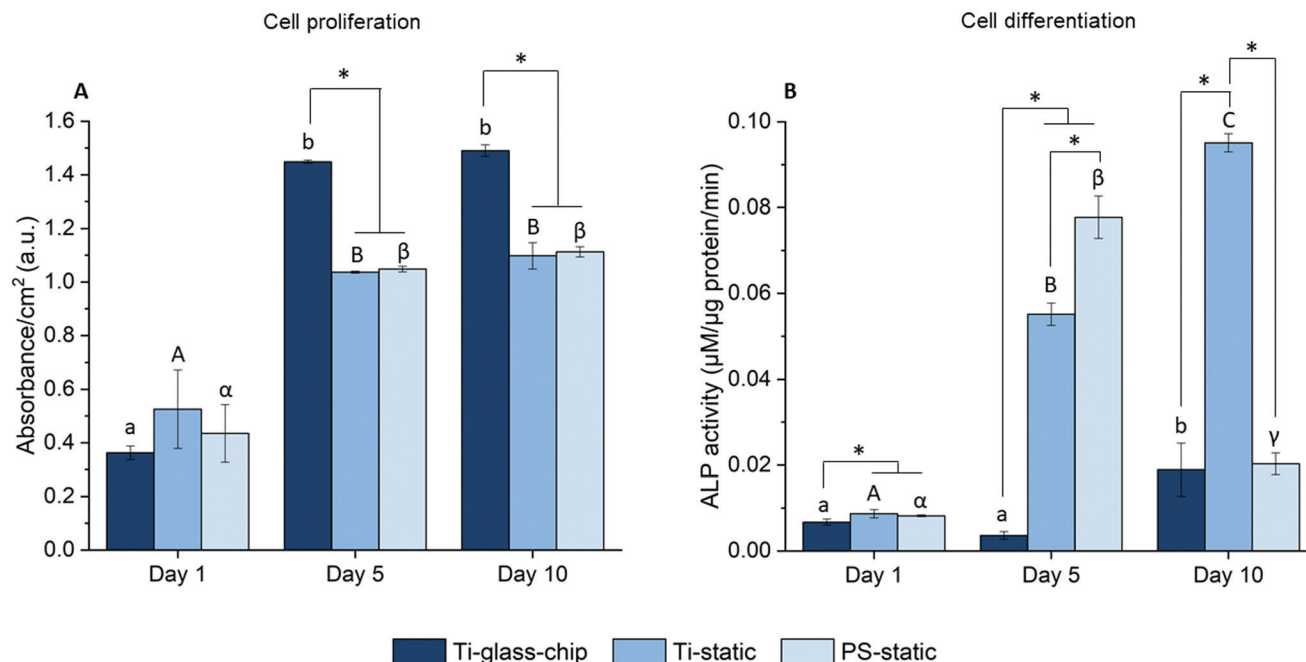 Cell proliferation
A
Absorbance/cm² (a.u.)
1.6
1.4
1.2
1.0
0.8
0.6
0.4
0.2
0.0
a
A
α
*
b
B
β
*
b
B
β
Day 1
Day 5
Day 10
Cell differentiation
B
ALP activity (µM/µg protein/min)
0.10
0.08
0.06
0.04
0.02
0.00
*
a
A
α
*
*
a
B
β
*
*
b
C
γ
Day 1
Day 5
Day 10
Ti-glass-chip
Ti-static
PS-static